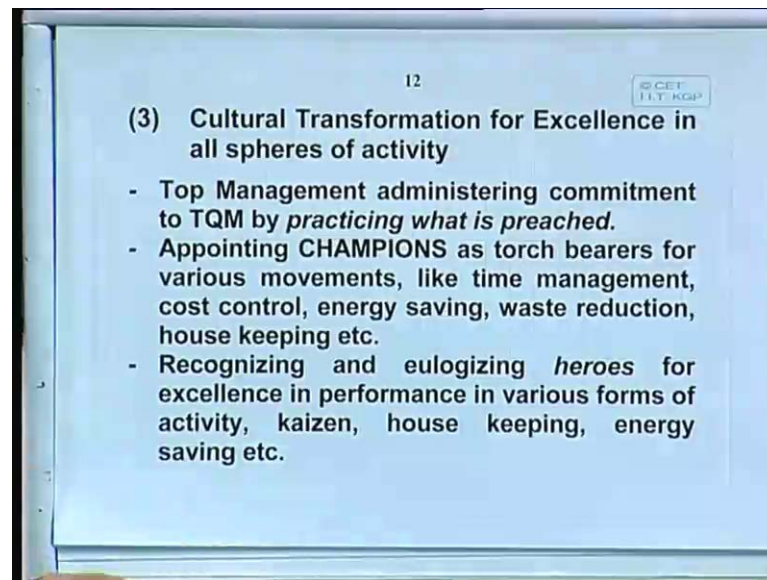 12
© CET
I.I.T. KGP
(3) Cultural Transformation for Excellence in
all spheres of activity
- Top Management administering commitment
to TQM by practicing what is preached.
- Appointing CHAMPIONS as torch bearers for
various movements, like time management,
cost control, energy saving, waste reduction,
house keeping etc.
- Recognizing and eulogizing heroes for
excellence in performance in various forms of
activity, kaizen, house keeping, energy
saving etc.